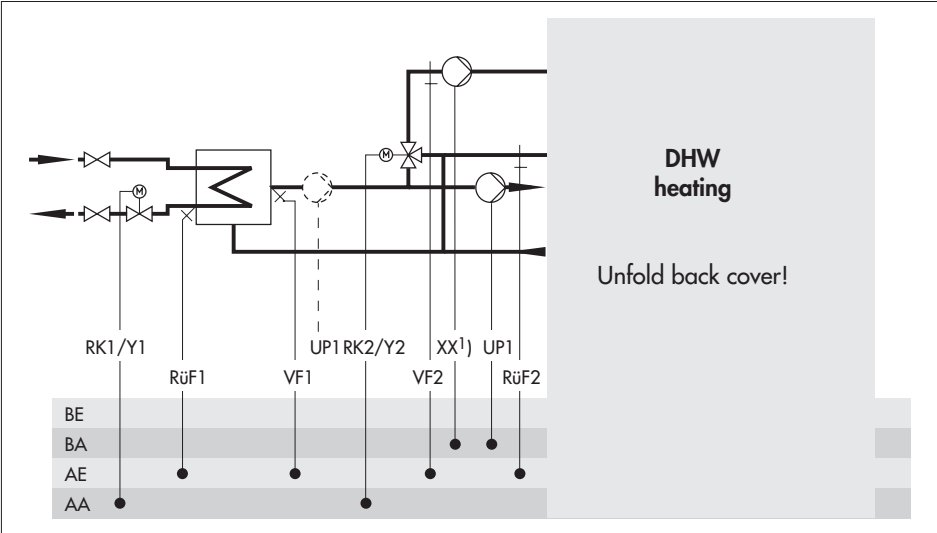 M
M
DHW
heating
Unfold back cover!
RK1/Y1 UP1 RK2/Y2 XX1) UP1
RüF1 VF1 VF2 RüF2
BE
BA
AE
AA